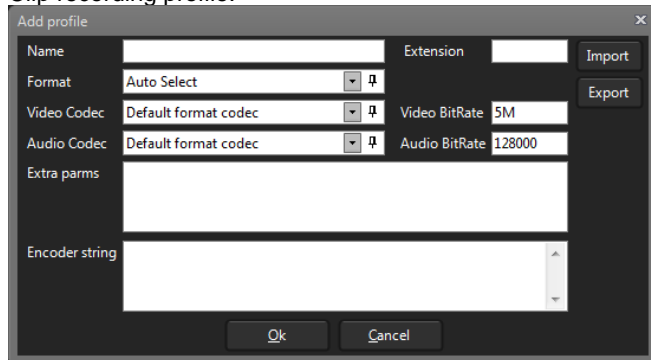 Clip recording profile:
Add profile x
Name Extension Import
Format Auto Select
Export
Video Codec Default format codec Video BitRate 5M
Audio Codec Default format codec Audio BitRate 128000
Extra parms
Encoder string
Ok Cancel